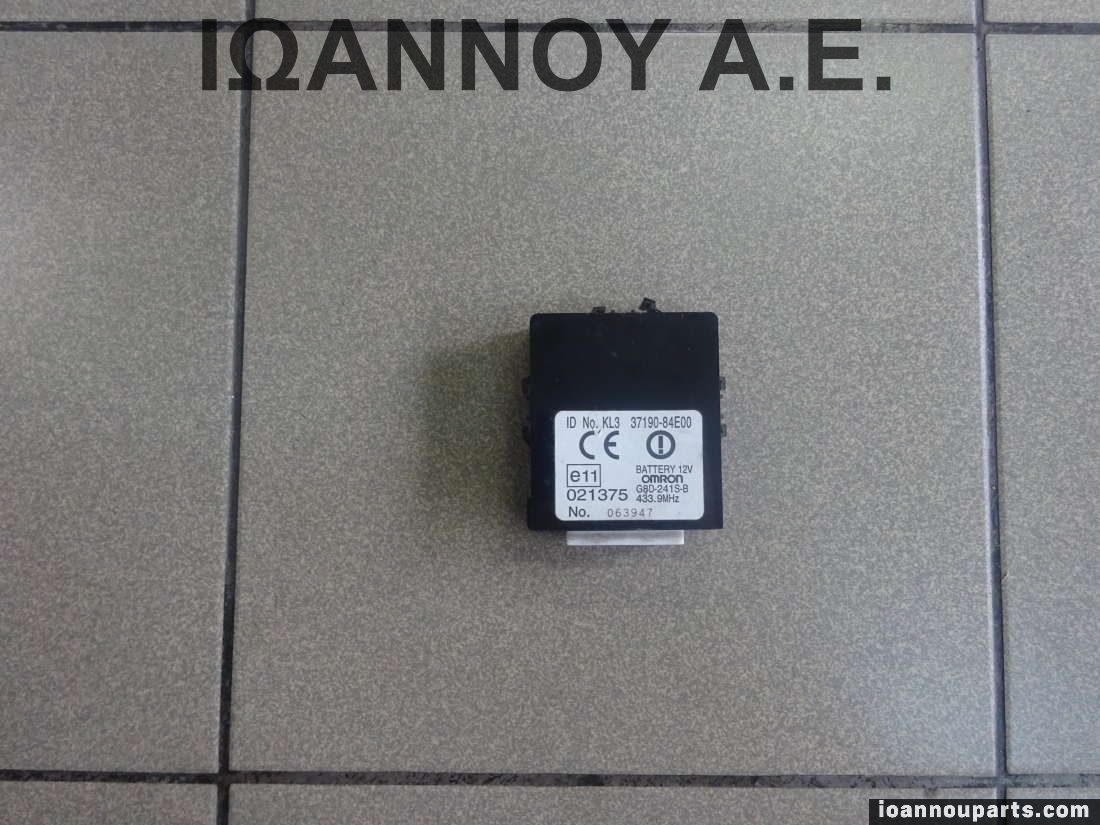 ΙΩΑΝΝΟΥ Α.Ε.
ID No. KL3 37190-84E00
CE
e11
BATTERY 12V
OMRON
021375
G8D-241S-B
433.9MHz
No. 063947
ioannouparts.com